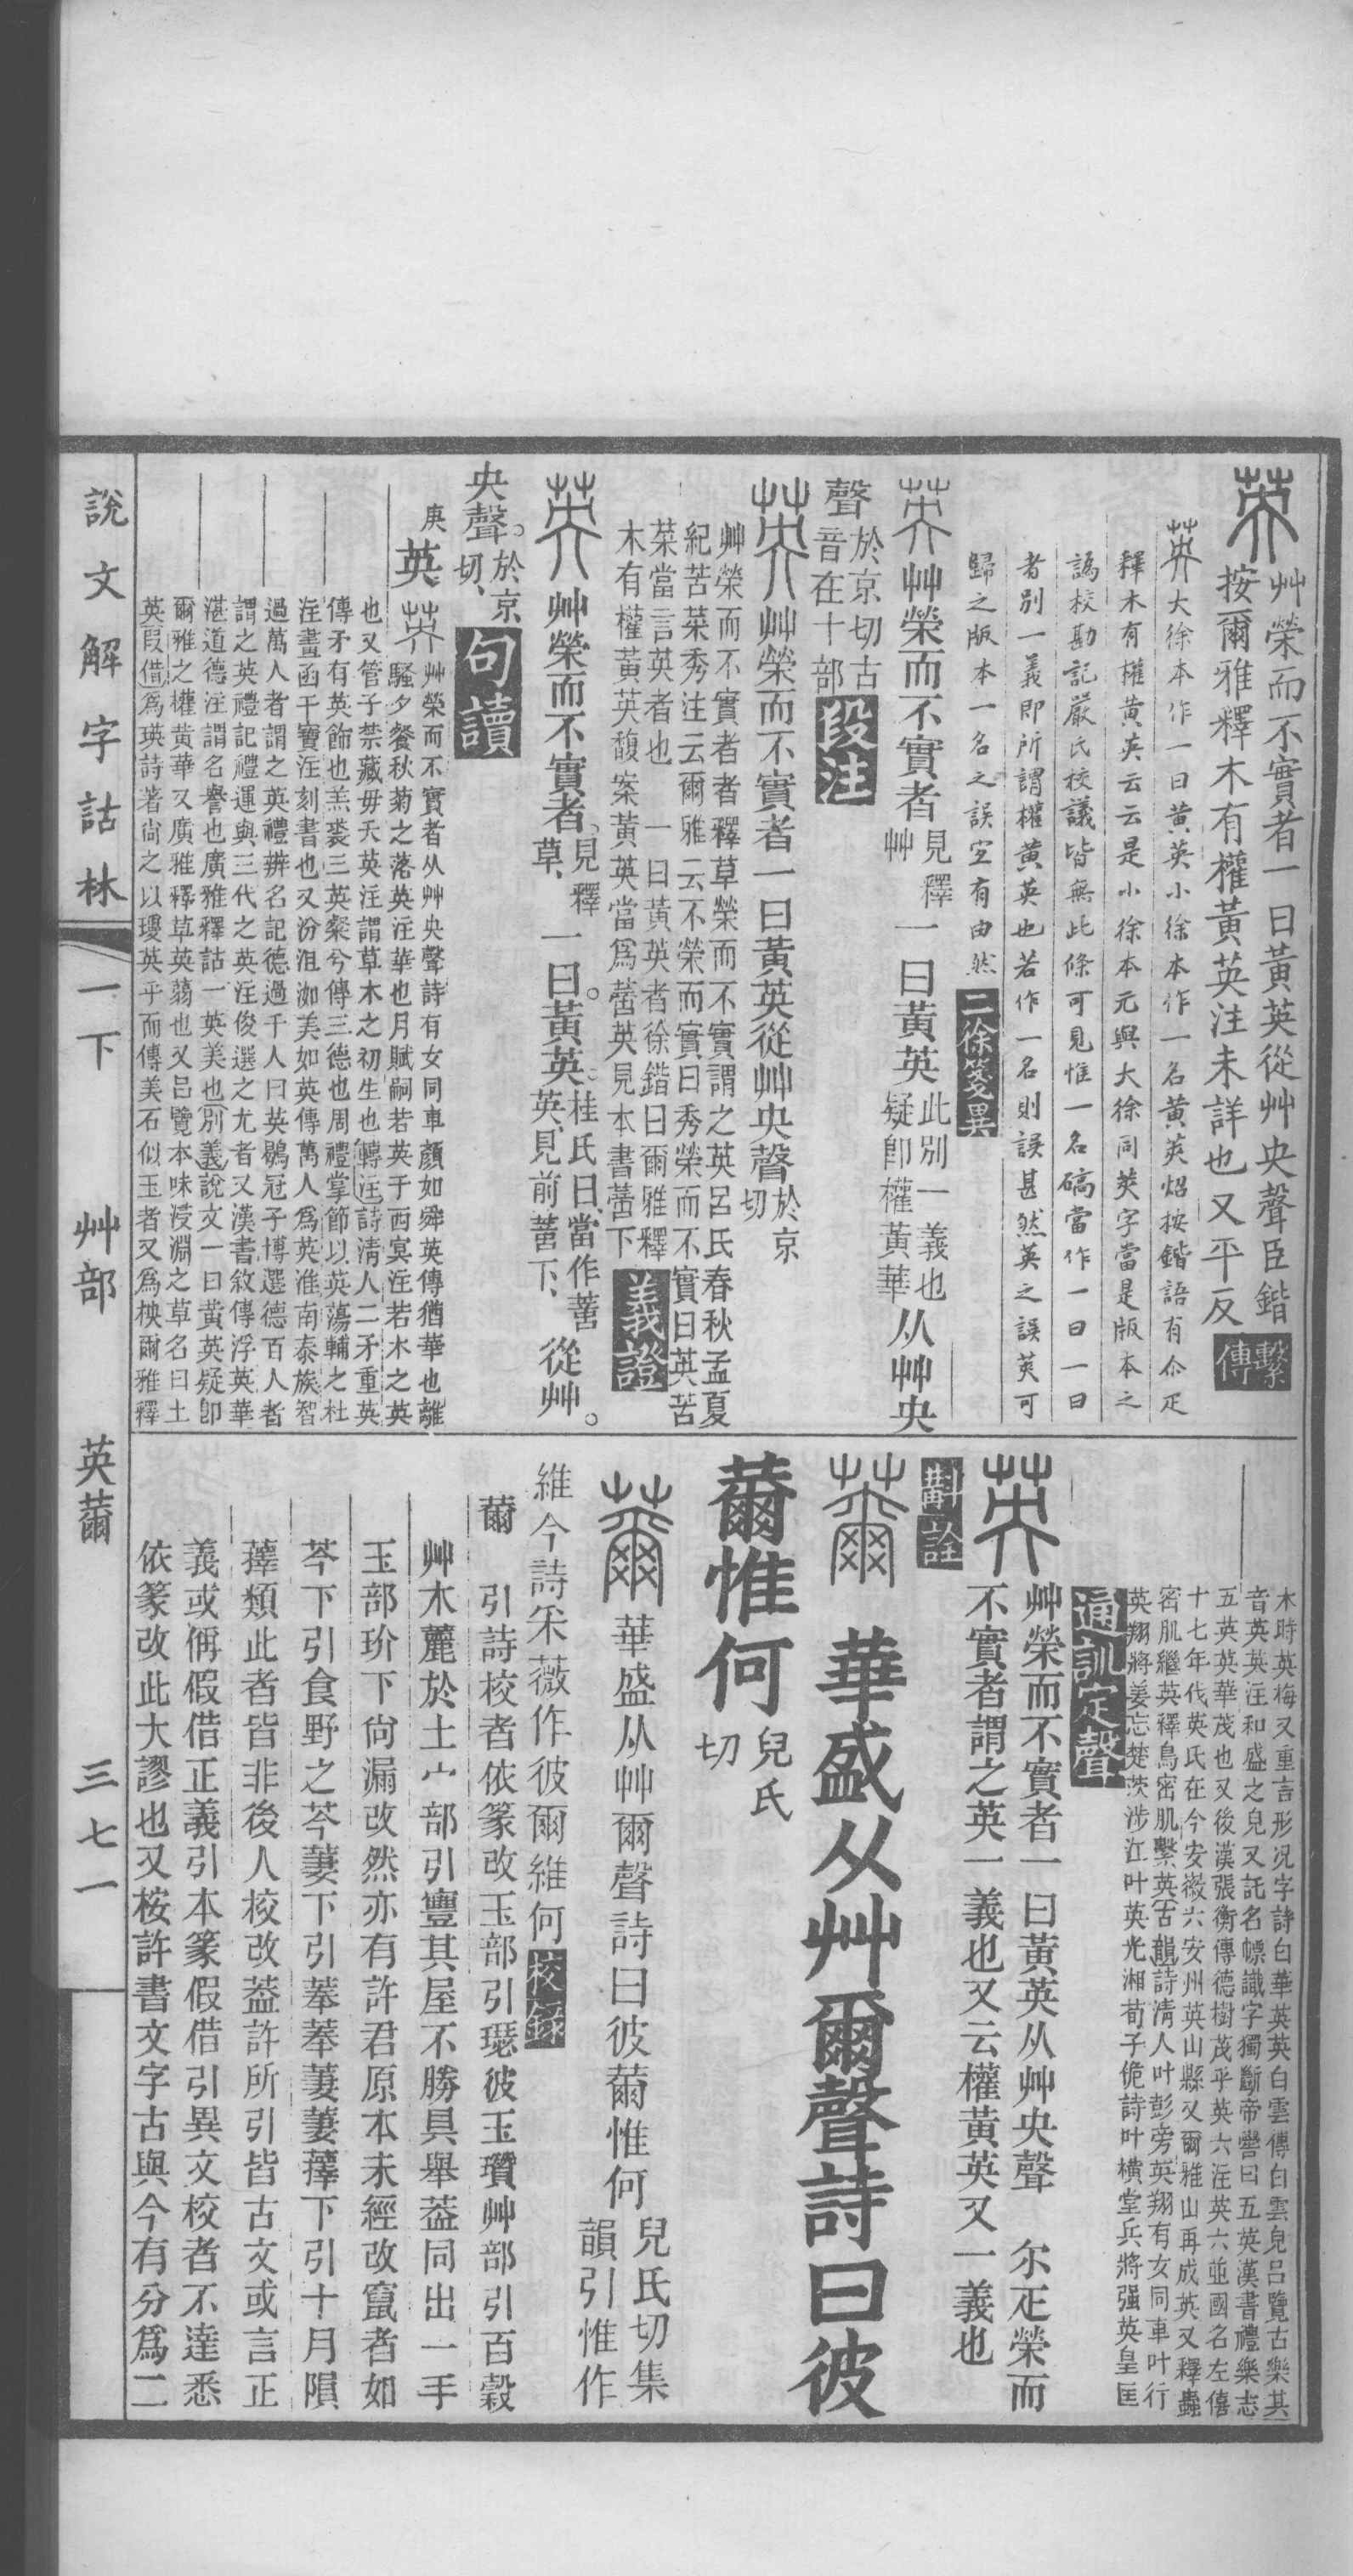 英 艸榮而不實者一曰黃英從艸央聲臣鍇
按爾雅釋木有權黃英注未詳也又平反 繫傳
英 大徐本作一曰黃英小徐本作一名黃英炤按鍇語有尒疋
釋木有權黃英云云是小徐本元與大徐同英字當是版本之
譌校勘記嚴氏校議皆無此條可見惟一名碻當作一曰一曰
者別一義即所謂權黃英也若作一名則誤甚然英之誤莢可
歸之版本一名之誤定有由然 二徐箋異
英 艸榮而不實者 見釋艸 一曰黃英 此別一義也疑卽權黃華 从艸央
聲 於京切古音在十部 段注
英 艸榮而不實者一曰黃英從艸央聲 於京切
艸榮而不實者者釋草榮而不實謂之英呂氏春秋孟夏
紀苦菜秀注云爾雅云不榮而實曰秀榮而不實曰英苦
菜當言英者也 一曰黃英者徐鍇曰爾雅釋
木有權黃英馥案黃英當爲蔷英見本書蔷下 義證
英 艸榮而不實者。見釋草、一曰黃英。桂氏曰、當作蔷英、見前蔷下、從艸。
央聲。於京切、 句讀
庚 英 英 艸榮而不實者从艸央聲詩有女同車顏如舜英傳猶華也離
騷夕餐秋菊之落英注華也月賦嗣若英于西冥注若木之英
也又管子禁藏毋夭英注謂草木之初生也轉注詩淸人二矛重英
傳矛有英飾也羔裘三英粲兮傳三德也周禮掌節以英蕩輔之杜
注畫函干寶注刻書也又汾沮洳美如英傳萬人爲英淮南泰族智
過萬人者謂之英禮辨名記德過千人曰英鶡冠子博選德百人者
謂之英禮記禮運與三代之英注俊選之尤者又漢書敘傳浮英華
湛道德注謂名譽也廣雅釋詁一英美也別義說文一曰黃英疑卽
爾雅之權黃華又廣雅釋草英蒻也又呂覽本味浸淵之草名曰土
英叚借爲瑛詩著尙之以瓊英乎而傳美石似玉者又爲柍爾雅釋
木時英梅又重言形況字詩白華英英白雲傳白雲皃呂覽古樂其
音英英注和盛之皃又託名幖識字獨斷帝嚳曰五英漢書禮樂志
五英英華茂也又後漢張衡傳德樹茂乎英六注英六並國名左僖
十七年伐英氏在今安徽六安州英山縣又爾雅山再成英又釋蟲
密肌繼英釋鳥密肌繫英古韻詩淸人叶彭旁英翔有女同車叶行
英翔將姜忘楚茨涉江叶英光湘荀子佹詩叶橫堂兵將强英皇匡
通訓定聲
英 艸榮而不實者一曰黃英从艸央聲 尔疋榮而
不實者謂之英一義也又云權黃英又一義也
斠詮
薾 華盛从艸爾聲詩曰彼
薾惟何 兒氏切
薾 華盛从艸爾聲詩曰彼薾惟何 兒氏切集韻引惟作
維今詩采薇作彼爾維何 校錄
薾 引詩校者依篆改玉部引瑟彼玉瓚艸部引百穀
艸木麗於土宀部引寷其屋不勝具舉葢同出一手
玉部玠下尙漏改然亦有許君原本未經改竄者如
芩下引食野之芩萋下引菶菶萋萋蘀下引十月隕
蘀類此者皆非後人校改葢許所引皆古文或言正
義或偁假借正義引本篆假借引異文校者不達悉
依篆改此大謬也又桉許書文字古與今有分爲二
說文解字詁林 一下 艸部 英薾 三七一